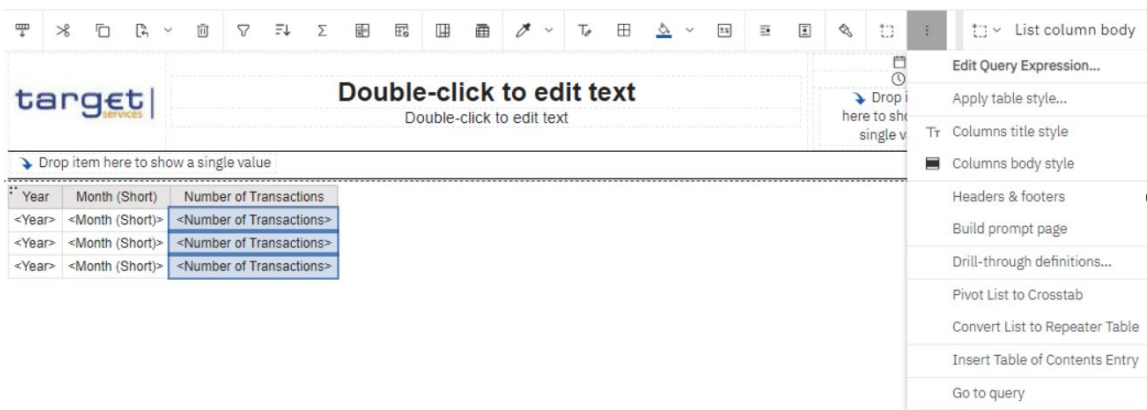 List column body
target|
services
Double-click to edit text
Double-click to edit text
Drop i
here to sho
single v
Drop item here to show a single value
Year Month (Short) Number of Transactions
<Year> <Month (Short)> <Number of Transactions>
<Year> <Month (Short)> <Number of Transactions>
<Year> <Month (Short)> <Number of Transactions>
Edit Query Expression...
Apply table style...
Columns title style
Columns body style
Headers & footers
Build prompt page
Drill-through definitions...
Pivot List to Crosstab
Convert List to Repeater Table
Insert Table of Contents Entry
Go to query